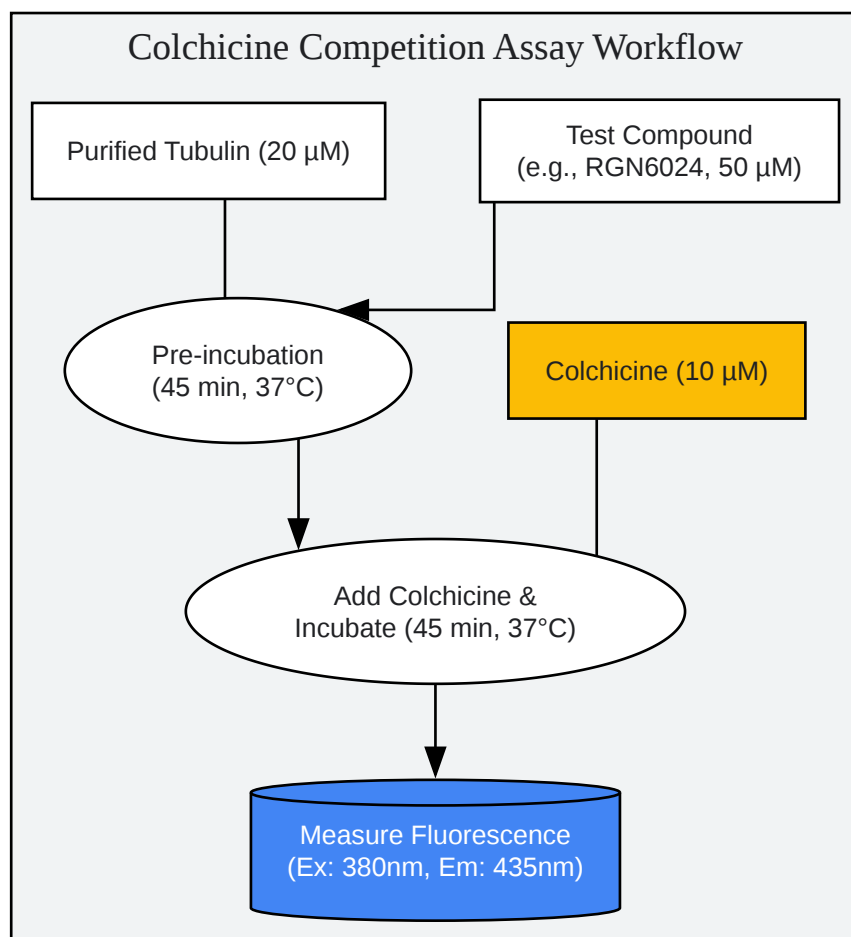 Colchicine Competition Assay Workflow
Purified Tubulin (20 µM)
Test Compound
(e.g., RGN6024, 50 µM)
Pre-incubation
(45 min, 37°C)
Colchicine (10 µM)
Add Colchicine &
Incubate (45 min, 37°C)
Measure Fluorescence
(Ex: 380nm, Em: 435nm)